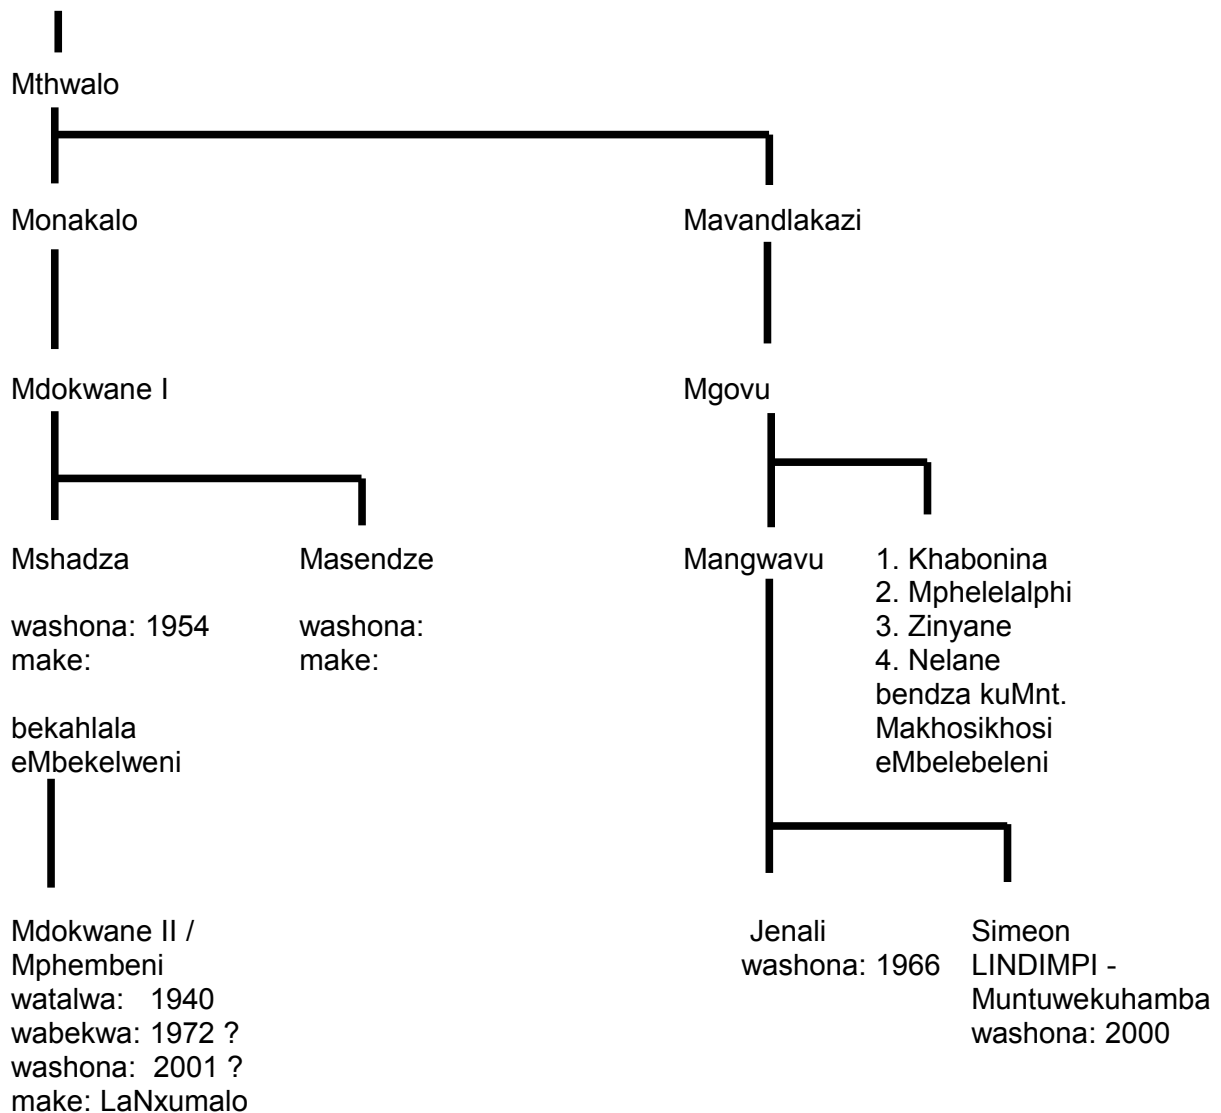 Mthwalo
Monakalo
Mavandlakazi
Mdokwane I
Mgovu
Mshadza
washona: 1954
make:
bekahlala
eMbekelweni
Masendze
washona:
make:
Mangwavu
1. Khabonina
2. Mphelelalphi
3. Zinyane
4. Nelane
bendza kuMnt.
Makhosikhosi
eMbelebeleni
Mdokwane II /
Mphembeni
watalwa: 1940
wabekwa: 1972 ?
washona: 2001 ?
make: LaNxumalo
Jenali
washona: 1966
Simeon
LINDIMPI -
Muntuwekuhamba
washona: 2000